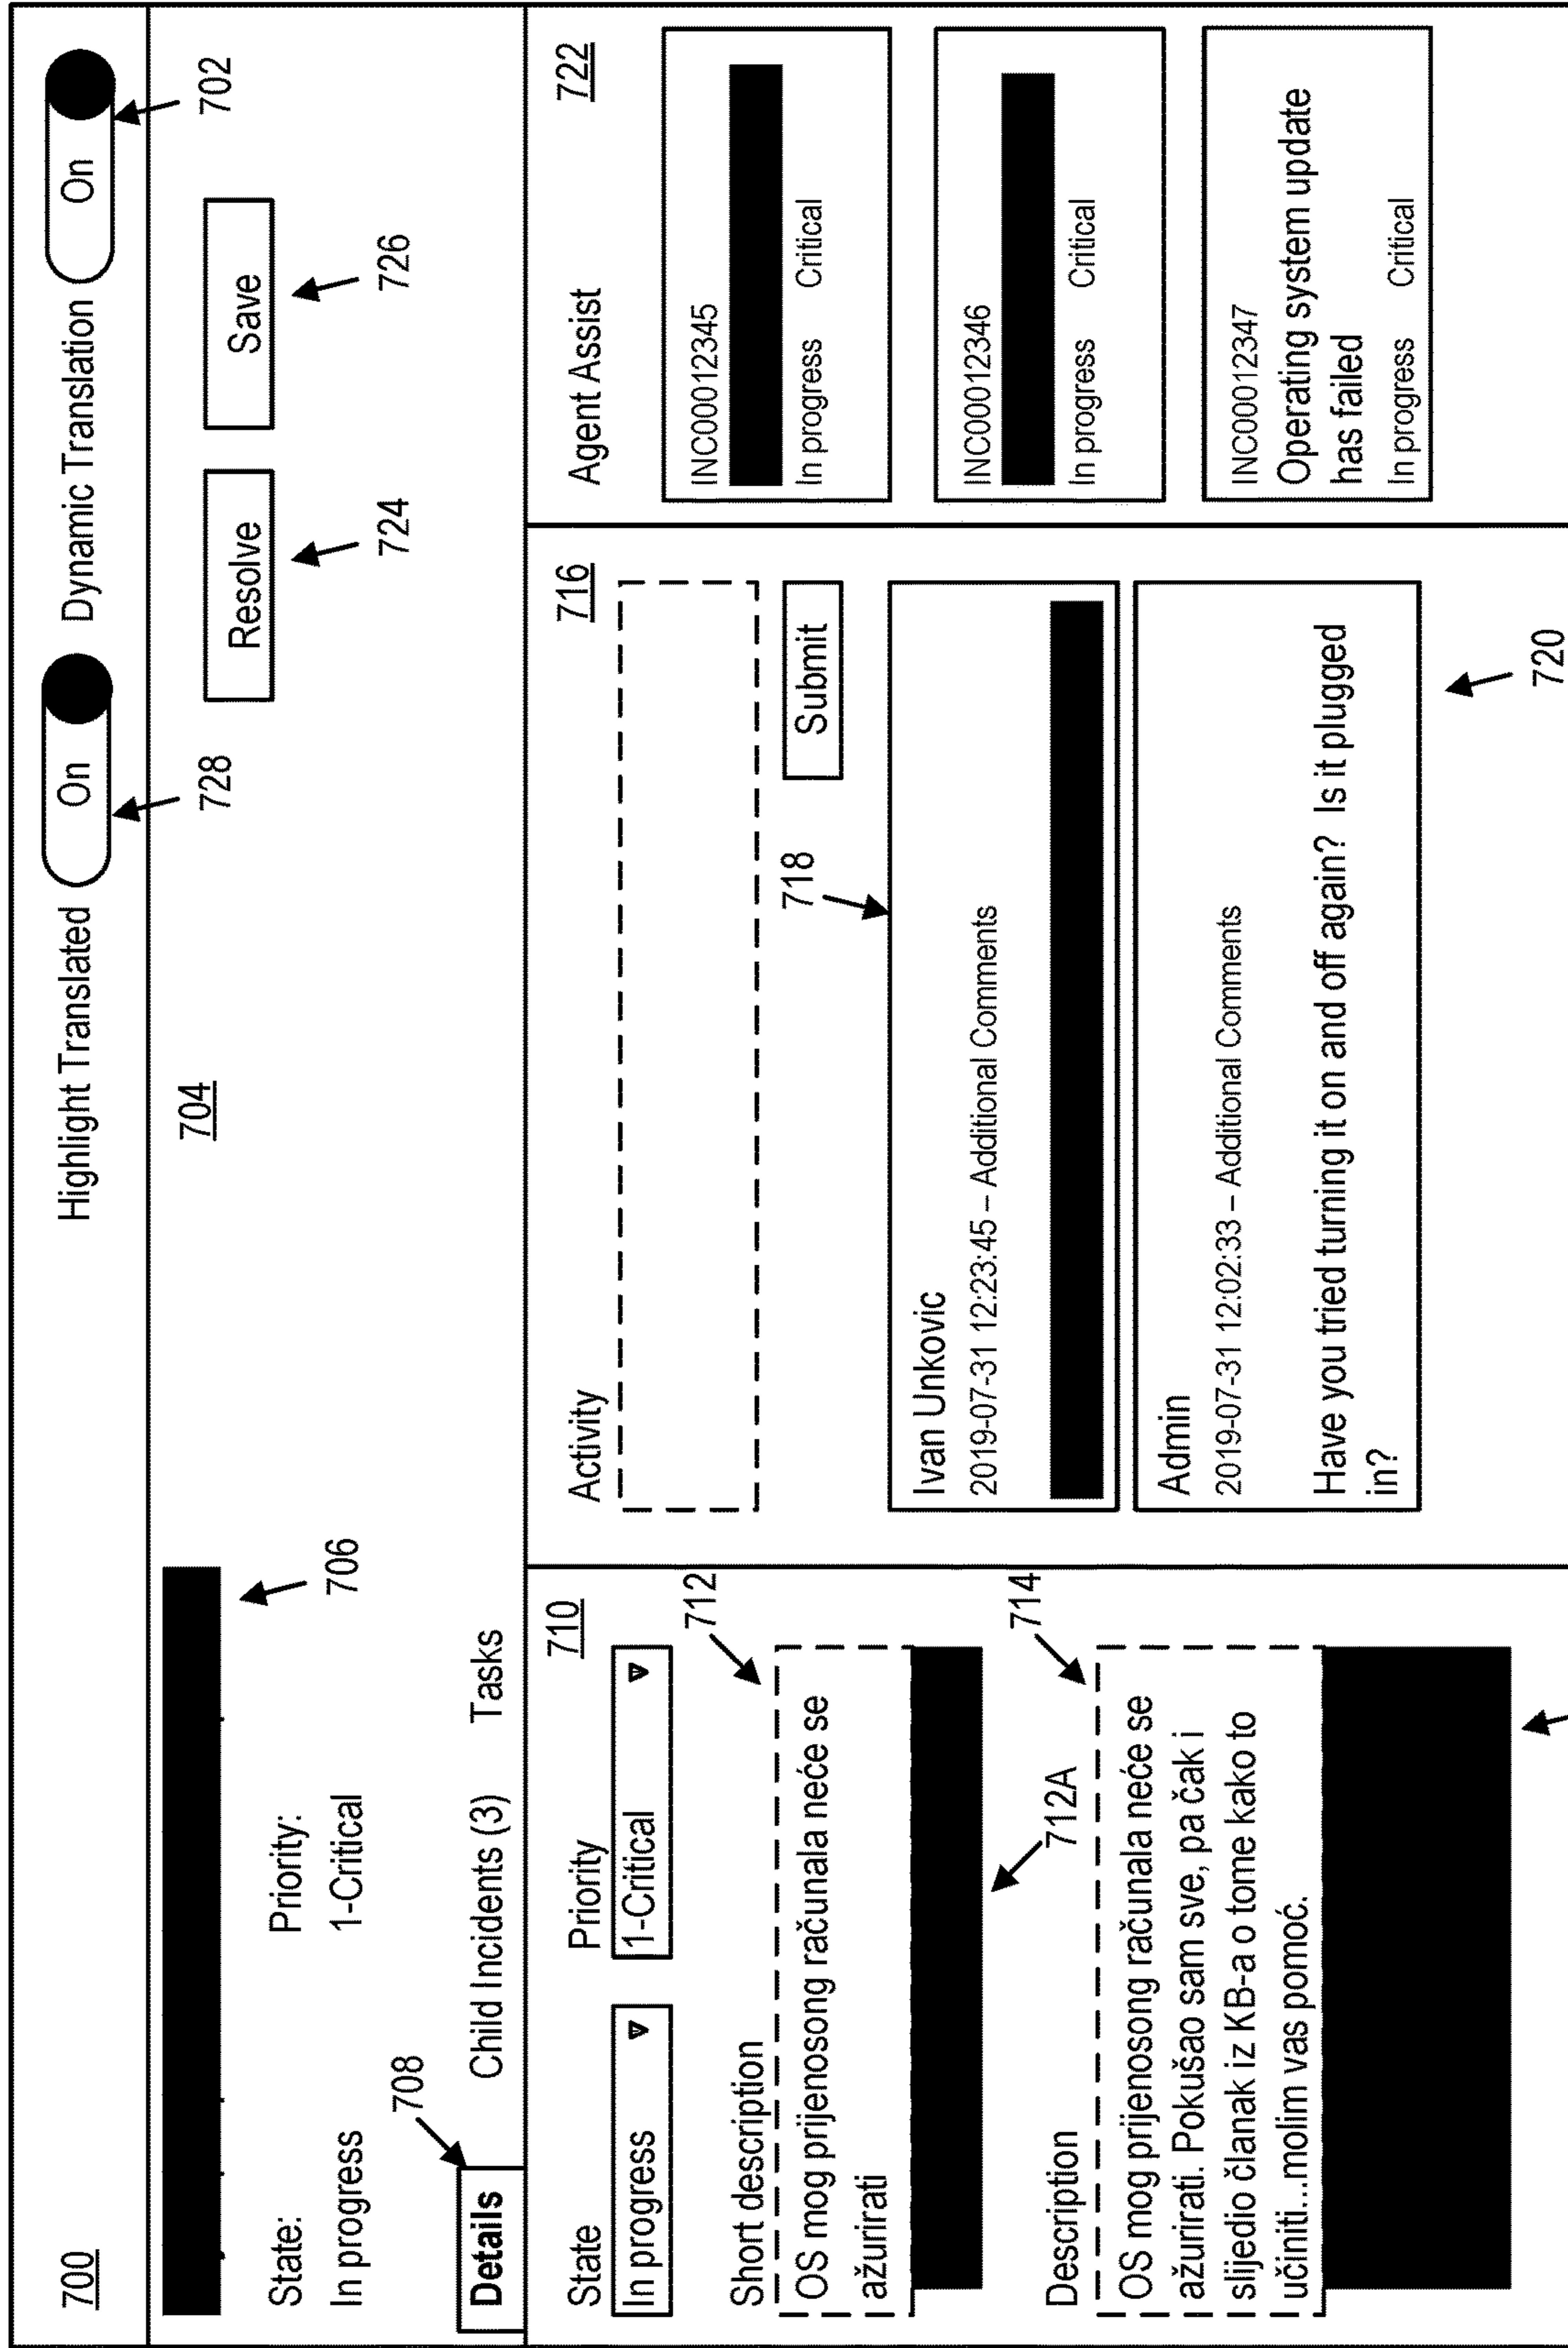 700
Highlight Translated
On
728
Dynamic Translation
On
702
704
706
State:
In progress
Priority:
1-Critical
Resolve
724
Save
726
708
Details
Child Incidents (3)
Tasks
710
State
In progress
Priority
1-Critical
Short description
712
OS mog prijenosong računala neće se
ažurirati
712A
Description
714
OS mog prijenosong računala neće se
ažurirati. Pokušao sam sve, pa čak i
slijedio članak iz KB-a o tome kako to
učiniti...molim vas pomoć.
Activity
716
Submit
718
Ivan Unkovic
2019-07-31 12:23:45 – Additional Comments
Admin
2019-07-31 12:02:33 – Additional Comments
Have you tried turning it on and off again? Is it plugged
in?
720
Agent Assist
722
INC00012345
In progress Critical
INC00012346
In progress Critical
INC00012347
Operating system update
has failed
In progress Critical